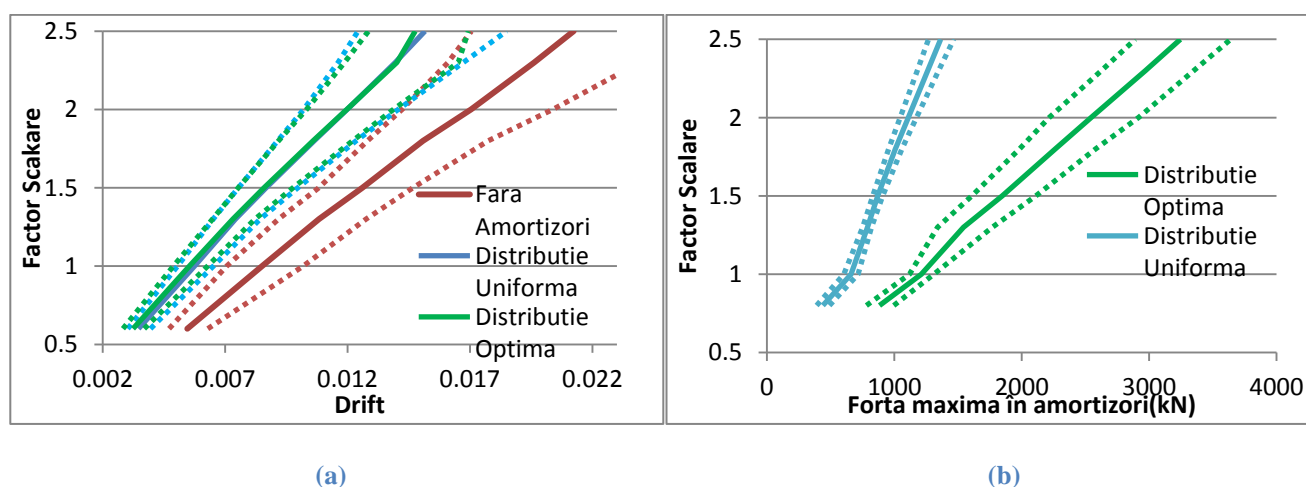 2.5
2
1.5
1
0.5
Factor Scakare
0.002
0.007
0.012
0.017
0.022
Drift
Fara
Amortizori
Distributie
Uniforma
Distributie
Optima
2.5
2
1.5
1
0.5
Factor Scalare
0
1000
2000
3000
4000
Forta maxima în amortizori(kN)
Distributie
Optima
Distributie
Uniforma
(a)
(b)